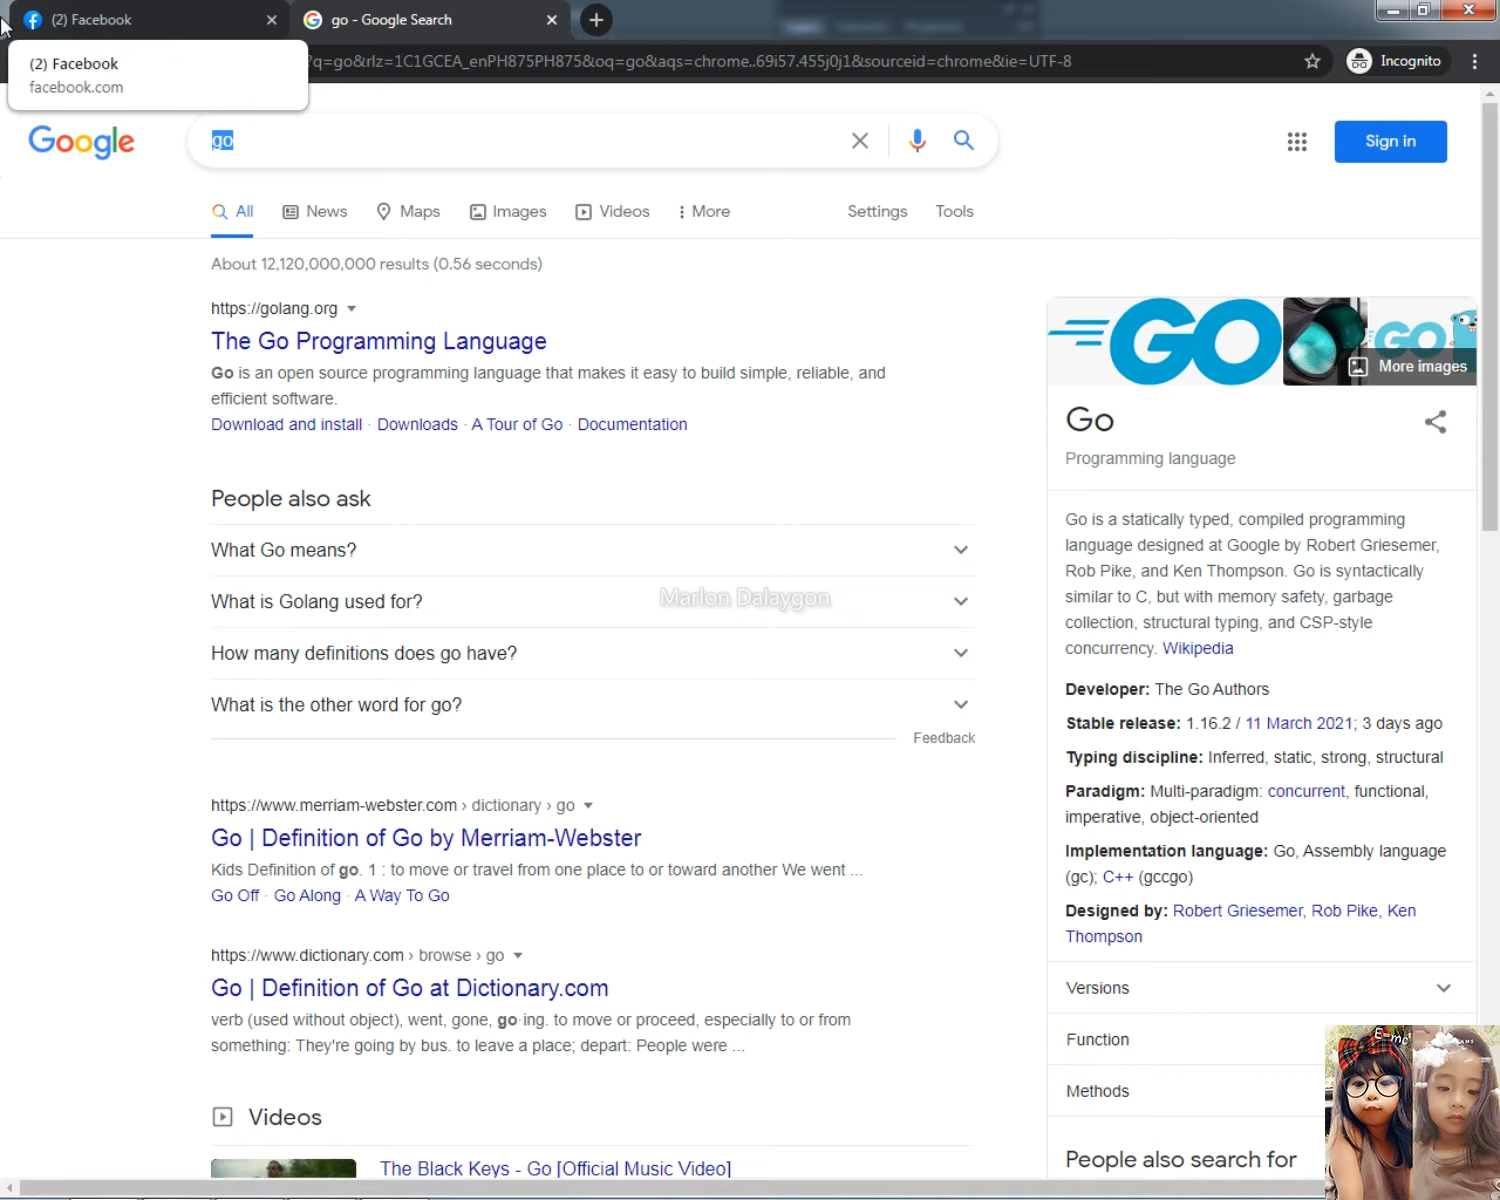 (2) Facebook
go - Google Search
(2) Facebook
facebook.com
?q=go&rlz=1C1GCEA_enPH875PH875&oq=go&aqs=chrome..69i57.455j0j1&sourceid=chrome&ie=UTF-8
Incognito
Google
go
Sign in
All
News
Maps
Images
Videos
More
Settings
Tools
About 12,120,000,000 results (0.56 seconds)
https://golang.org
The Go Programming Language
Go is an open source programming language that makes it easy to build simple, reliable, and
efficient software.
Download and install · Downloads · A Tour of Go · Documentation
People also ask
What Go means?
What is Golang used for?
How many definitions does go have?
What is the other word for go?
Feedback
Marlon Dalaygon
https://www.merriam-webster.com › dictionary › go
Go | Definition of Go by Merriam-Webster
Kids Definition of go. 1 : to move or travel from one place to or toward another We went ...
Go Off · Go Along · A Way To Go
https://www.dictionary.com › browse › go
Go | Definition of Go at Dictionary.com
verb (used without object), went, gone, go·ing. to move or proceed, especially to or from
something: They're going by bus. to leave a place; depart: People were ...
Videos
The Black Keys - Go [Official Music Video]
GO
GO
More images
Go
Programming language
Go is a statically typed, compiled programming
language designed at Google by Robert Griesemer,
Rob Pike, and Ken Thompson. Go is syntactically
similar to C, but with memory safety, garbage
collection, structural typing, and CSP-style
concurrency. Wikipedia
Developer: The Go Authors
Stable release: 1.16.2 / 11 March 2021; 3 days ago
Typing discipline: Inferred, static, strong, structural
Paradigm: Multi-paradigm: concurrent, functional,
imperative, object-oriented
Implementation language: Go, Assembly language
(gc); C++ (gccgo)
Designed by: Robert Griesemer, Rob Pike, Ken
Thompson
Versions
Function
Methods
People also search for